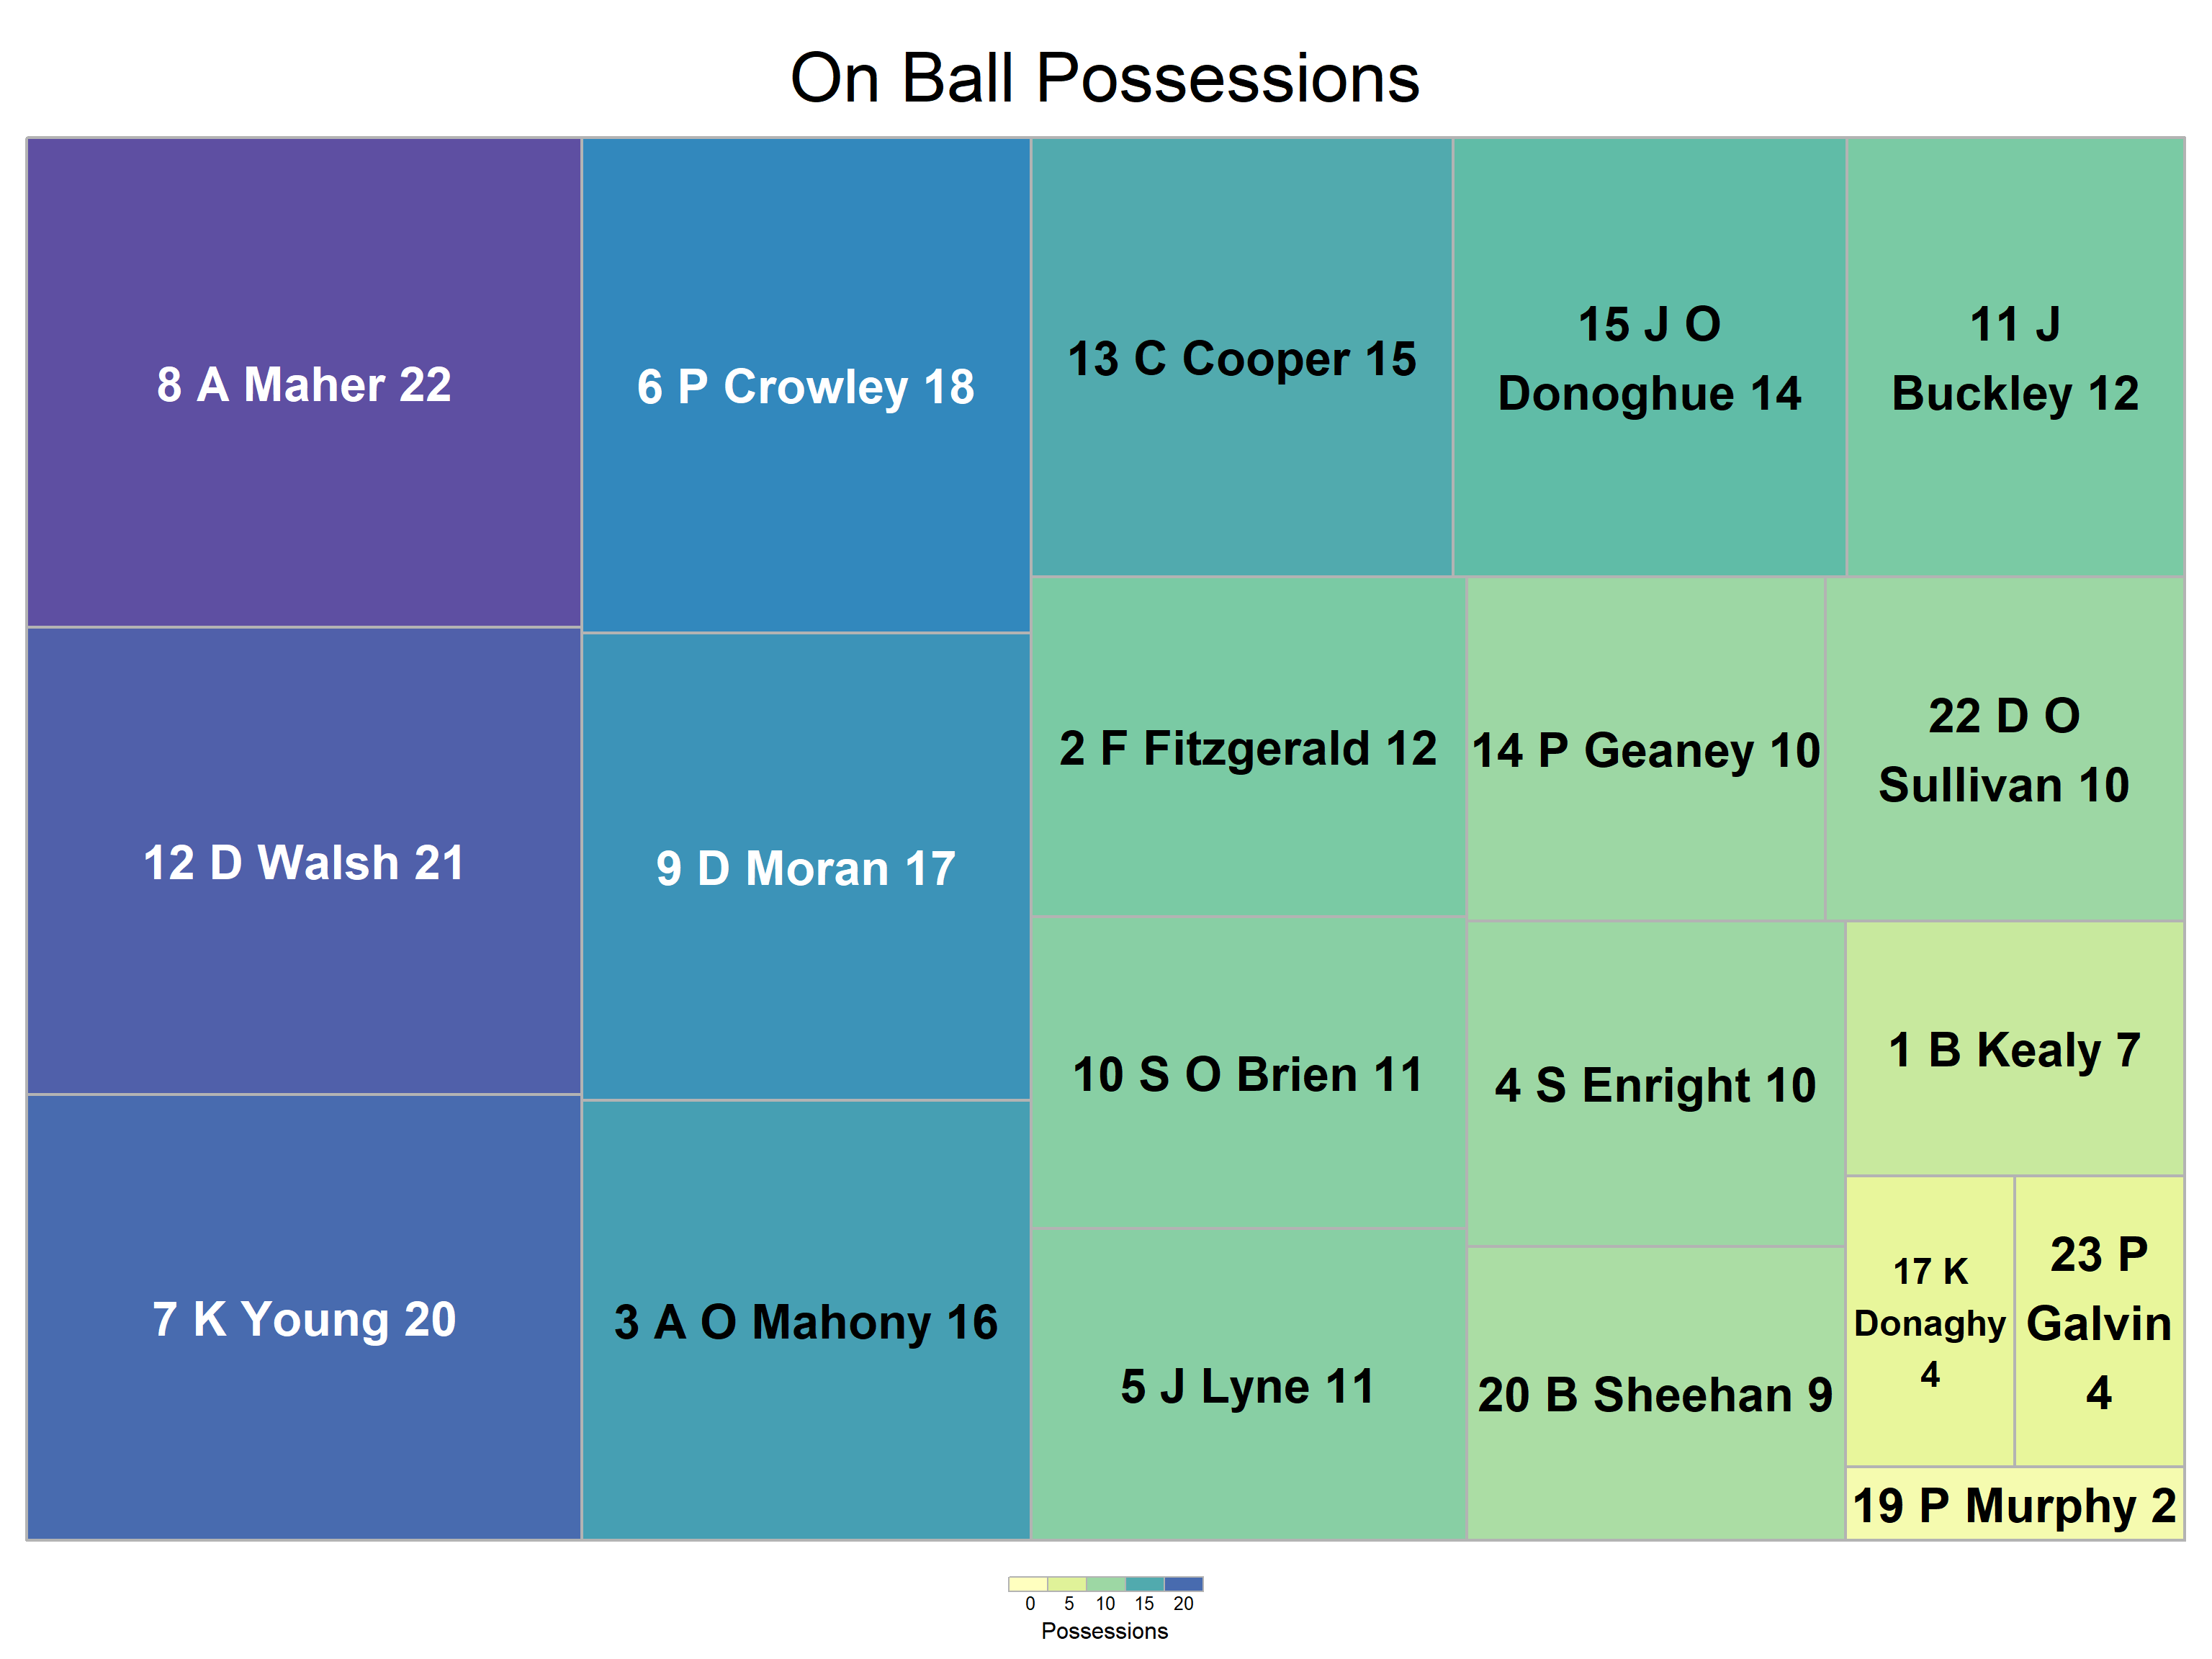 On Ball Possessions
8 A Maher 22
12 D Walsh 21
7 K Young 20
6 P Crowley 18
9 D Moran 17
3 A O Mahony 16
13 C Cooper 15
15 J O
Donoghue 14
11 J
Buckley 12
2 F Fitzgerald 12
14 P Geaney 10
22 D O
Sullivan 10
10 S O Brien 11
5 J Lyne 11
4 S Enright 10
20 B Sheehan 9
1 B Kealy 7
17 K
Donaghy
4
23 P
Galvin
4
19 P Murphy 2
0 5 10 15 20
Possessions